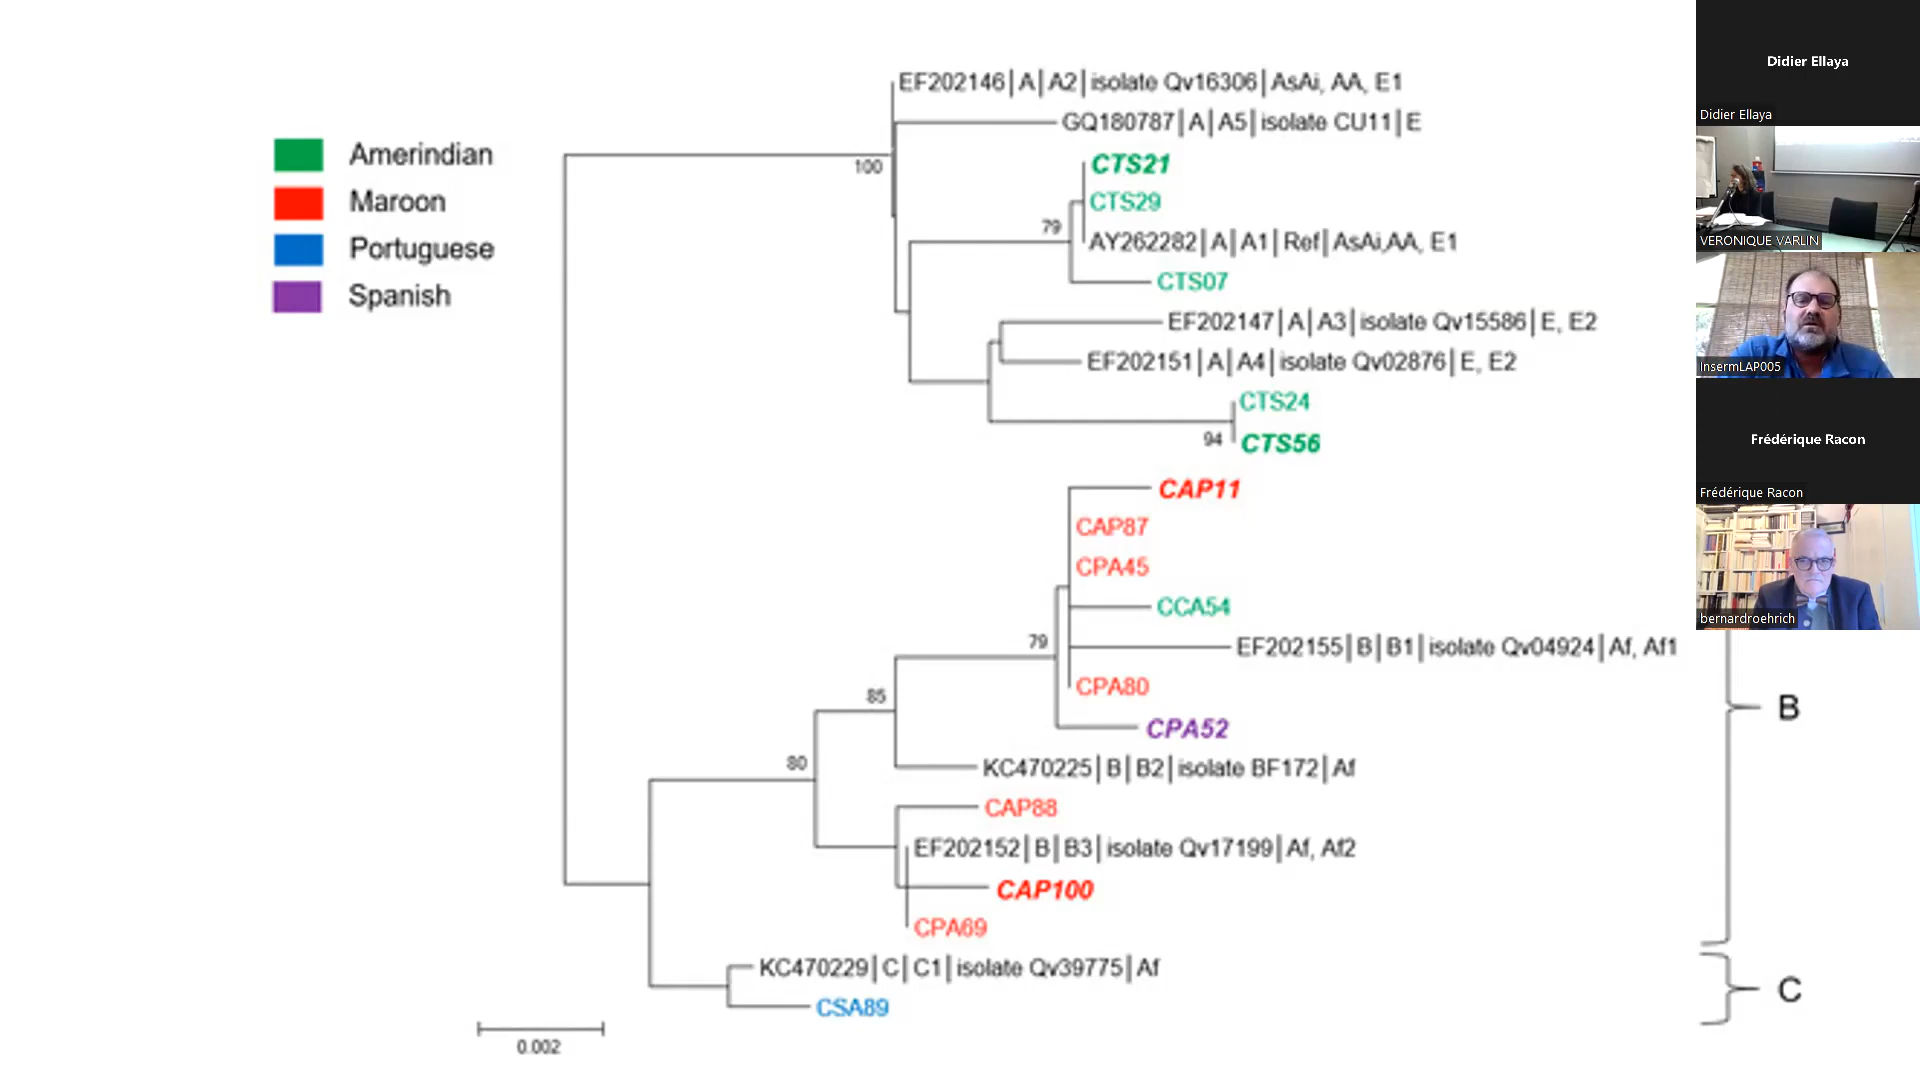 Amerindian
Maroon
Portuguese
Spanish
EF202146|A|A2|isolate Qv16306|AsAi, AA, E1
GQ180787|A|A5|isolate CU11|E
100
CTS21
CTS29
79
AY262282|A|A1|Ref|AsAi,AA, E1
CTS07
EF202147|A|A3|isolate Qv15586|E, E2
EF202151|A|A4|isolate Qv02876|E, E2
CTS24
94
CTS56
CAP11
CAP87
CPA45
CCA54
79
EF202155|B|B1|isolate Qv04924|Af, Af1
CPA80
85
CPA52
80
KC470225|B|B2|isolate BF172|Af
CAP88
EF202152|B|B3|isolate Qv17199|Af, Af2
CAP100
CPA69
KC470229|C|C1|isolate Qv39775|Af
CSA89
0.002
B
C
Didier Ellaya
Didier Ellaya
VERONIQUE VARLIN
InsermLAP005
Frédérique Racon
Frédérique Racon
bernardroehrich